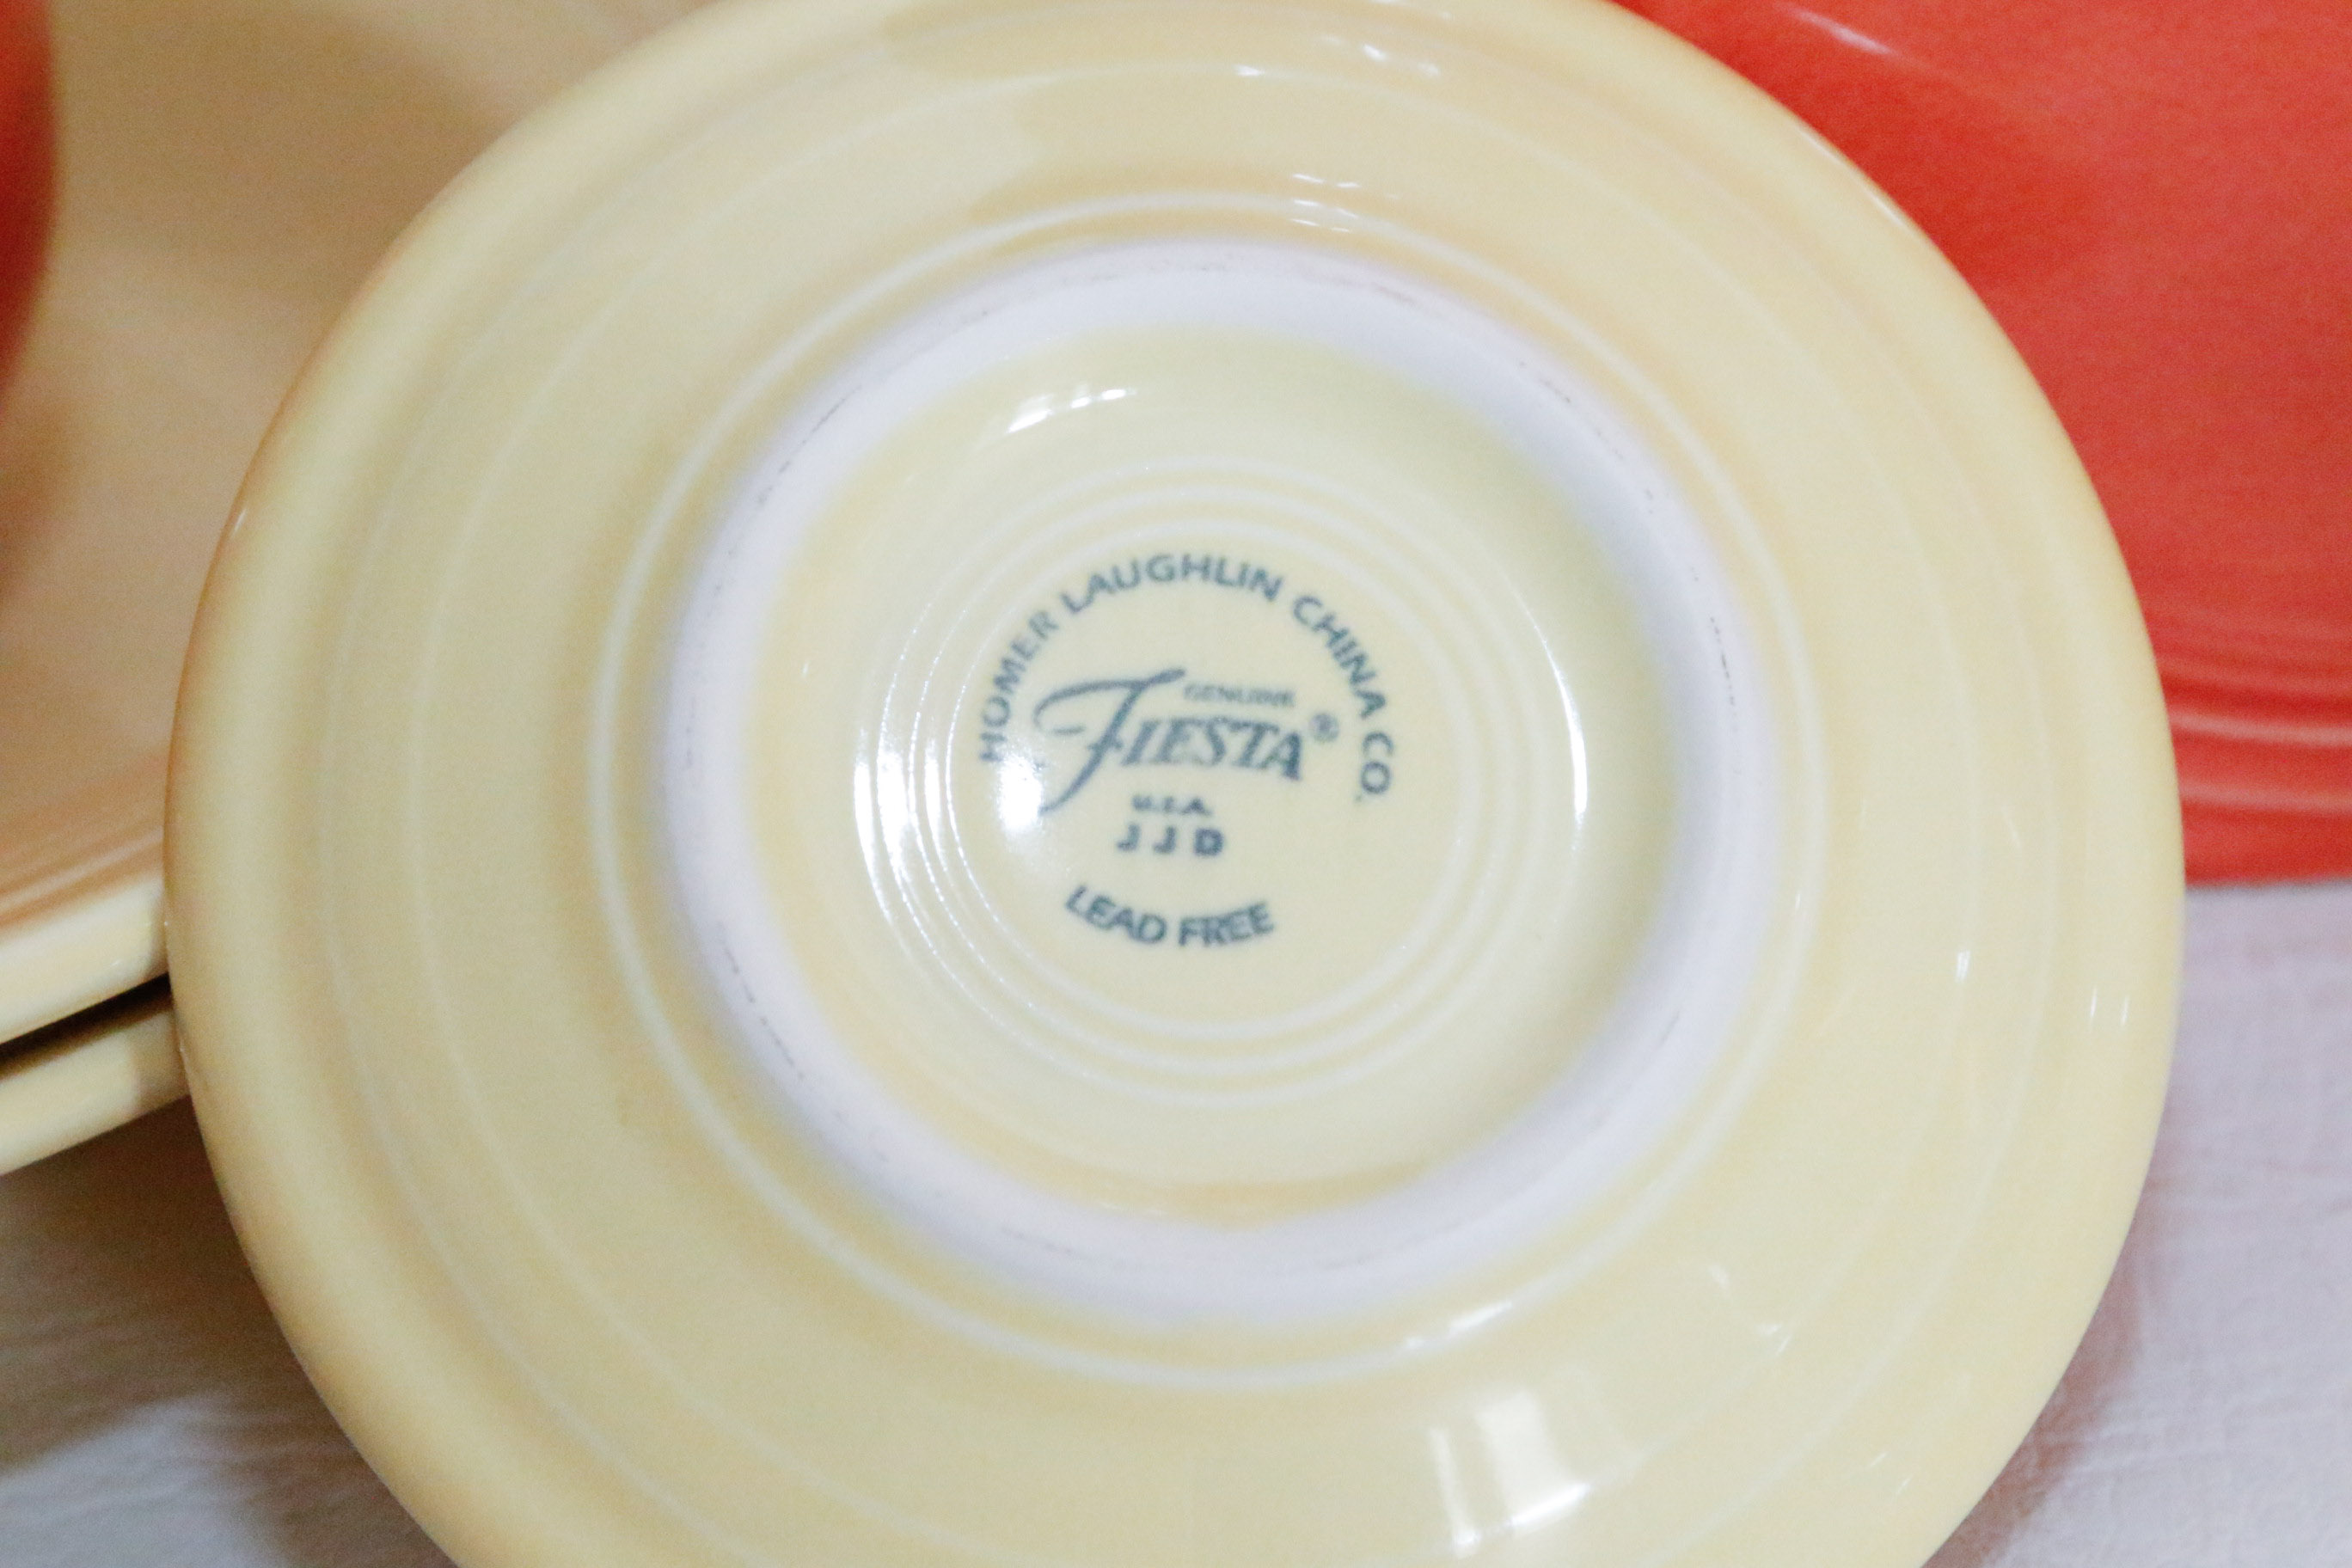 HOMER LAUGHLIN CHINA CO.
GENUINE
FIESTA®
U.S.A.
JJD
LEAD FREE